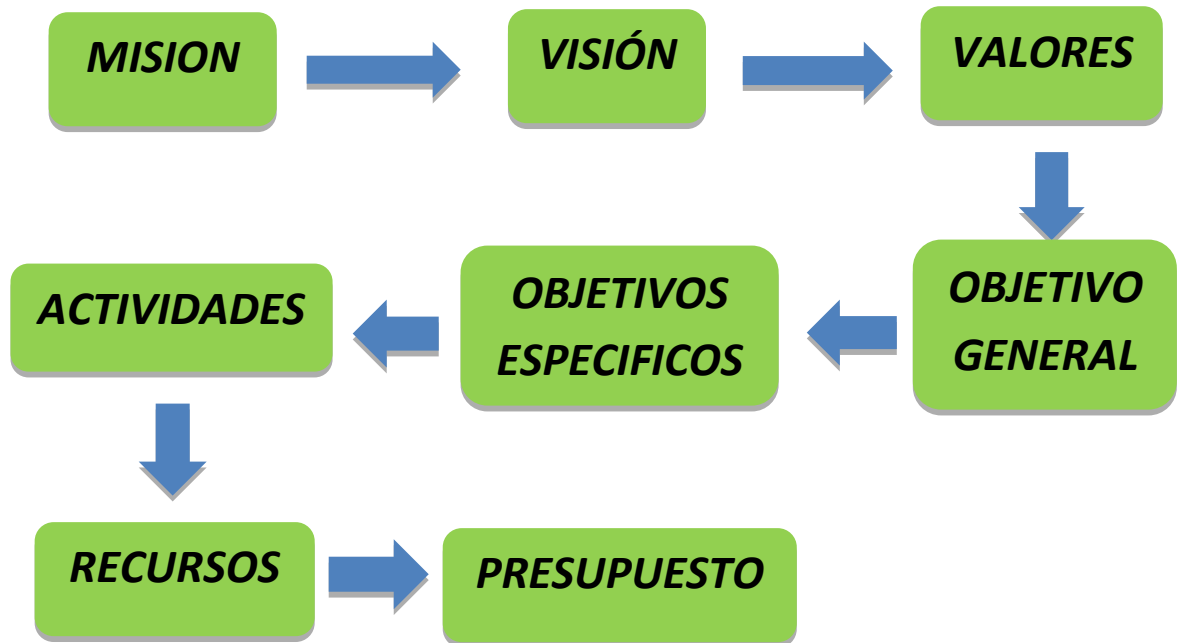 MISION
VISIÓN
VALORES
OBJETIVO
GENERAL
OBJETIVOS
ESPECIFICOS
ACTIVIDADES
RECURSOS
PRESUPUESTO